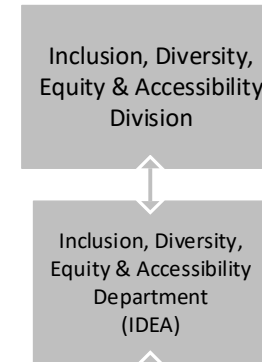 Inclusion, Diversity,
Equity & Accessibility
Division
Inclusion, Diversity,
Equity & Accessibility
Department
(IDEA)